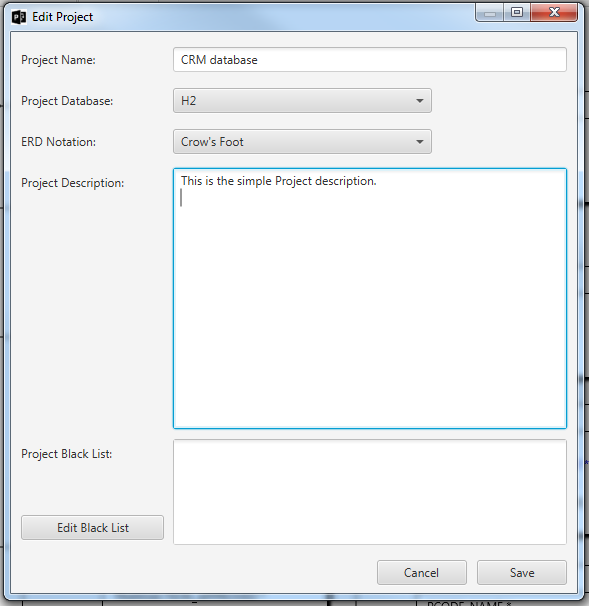 Edit Project
Project Name: CRM database
Project Database: H2
ERD Notation: Crow's Foot
Project Description: This is the simple Project description.
Project Black List:
Edit Black List
Cancel Save